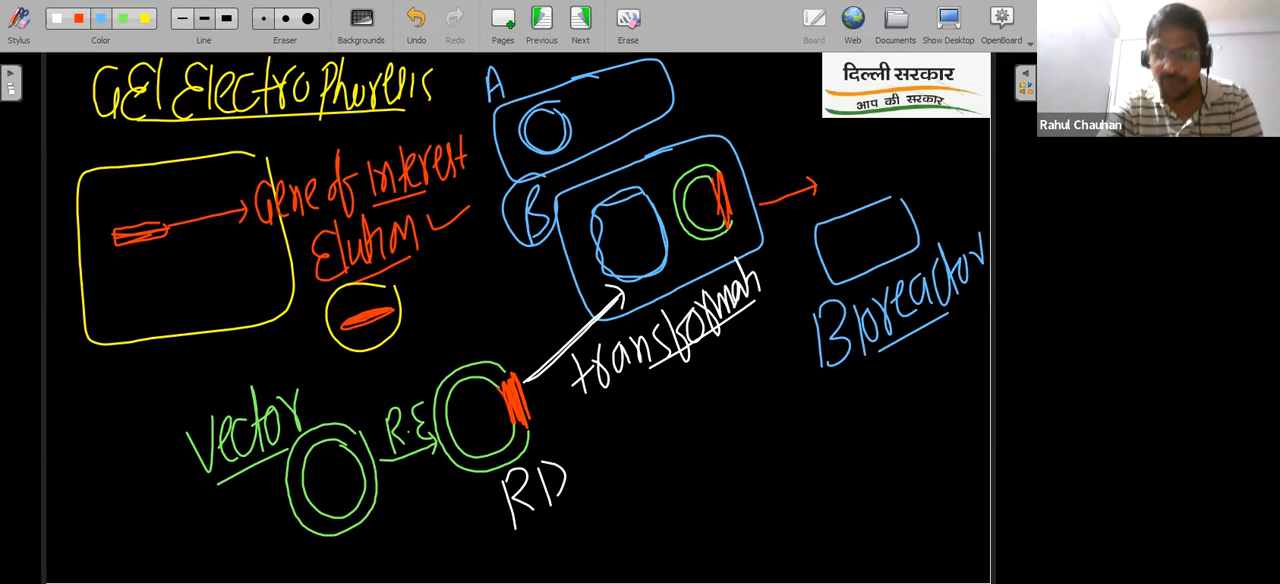 Stylus
Color
Line
Eraser
Backgrounds
Undo
Redo
Pages
Previous
Next
Erase
Board
Web
Documents
Show Desktop
OpenBoard
Rahul Chauhan
दिल्ली सरकार
आप की सरकार
GEL Electrophoresis
Gene of Interest
Elution
A
B
transforman
Bioreactor
Vector
R.E
RD